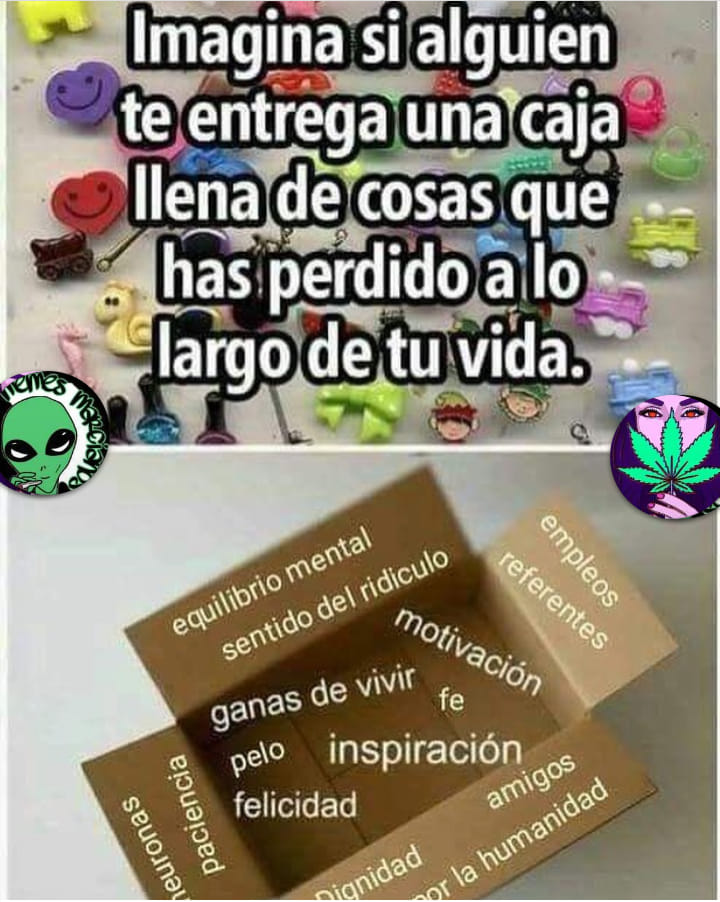 Imagina si alguien
te entrega una caja
llena de cosas que
has perdido a lo
largo de tu vida.
memes marcianos
equilibrio mental
sentido del ridiculo
empleos
referentes
motivación
ganas de vivir
fe
pelo
inspiración
felicidad
neuronas
paciencia
amigos
Dignidad
por la humanidad